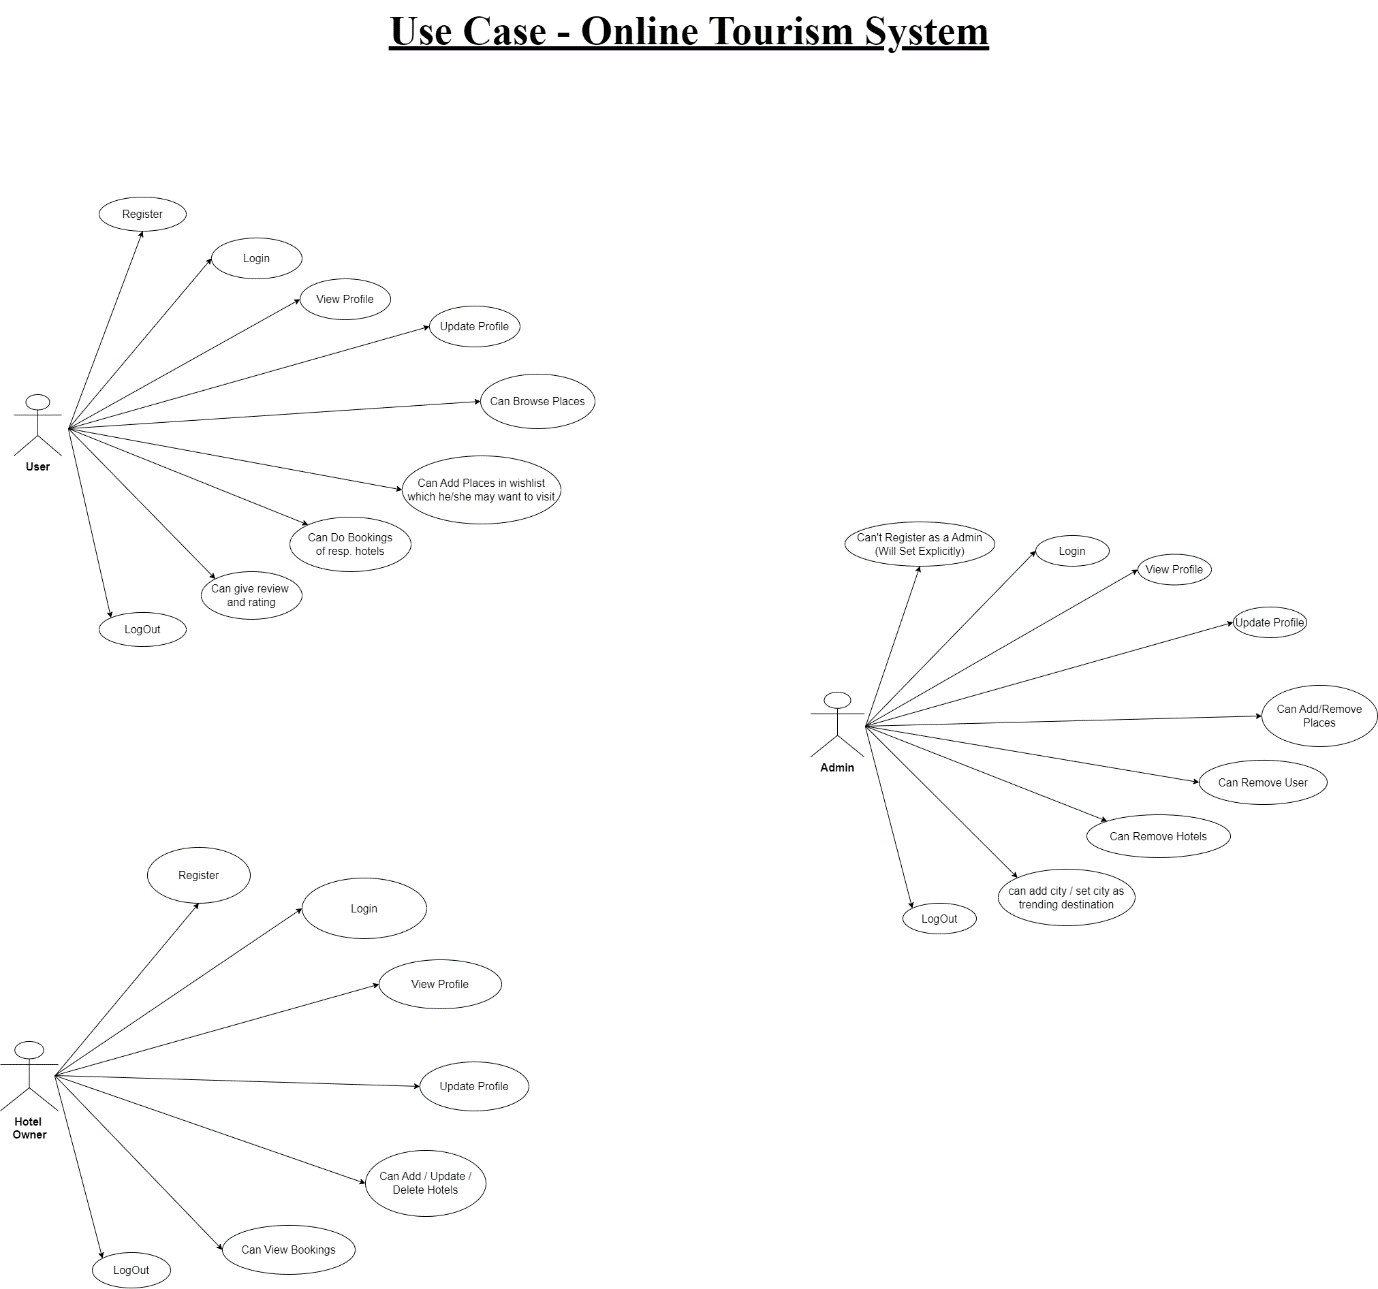 Use Case - Online Tourism System
Register
Login
View Profile
Update Profile
Can Browse Places
User
Can Add Places in wishlist
which he/she may want to visit
Can Do Bookings
of resp. hotels
Can give review
and rating
LogOut
Can't Register as a Admin
(Will Set Explicitly)
Login
View Profile
Update Profile
Can Add/Remove
Places
Admin
Can Remove User
Can Remove Hotels
can add city / set city as
trending destination
LogOut
Register
Login
View Profile
Update Profile
Hotel
Owner
Can Add / Update /
Delete Hotels
Can View Bookings
LogOut